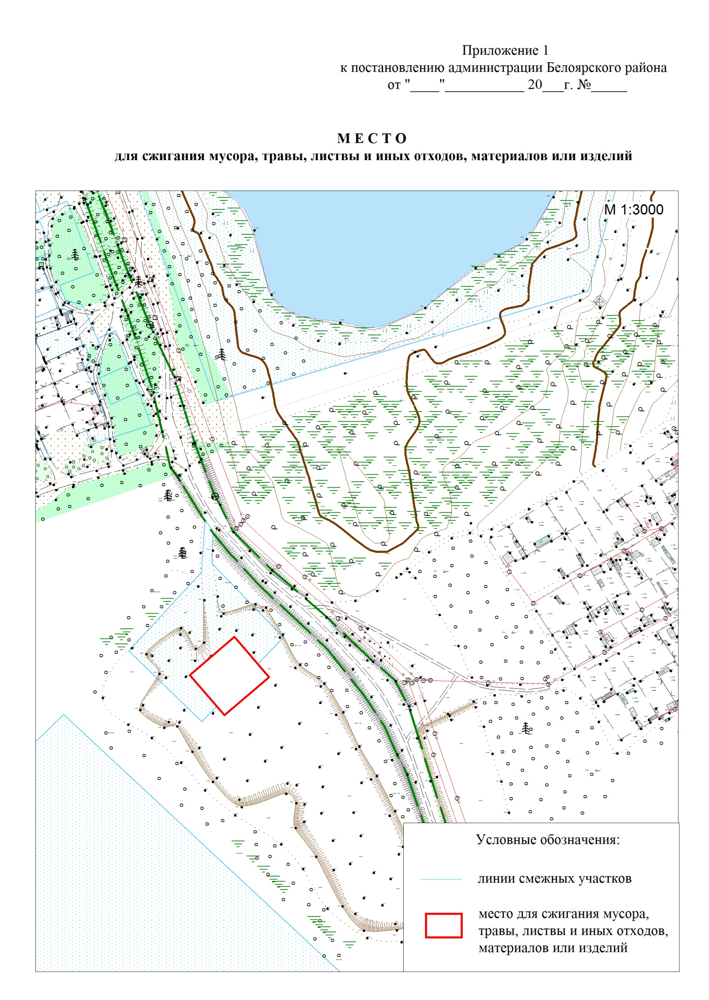 Приложение 1
к постановлению администрации Белоярского района
от "____"___________ 20___г. №_____
М Е С Т О
для сжигания мусора, травы, листвы и иных отходов, материалов или изделий
М 1:3000
Условные обозначения:
линии смежных участков
место для сжигания мусора,
травы, листвы и иных отходов,
материалов или изделий